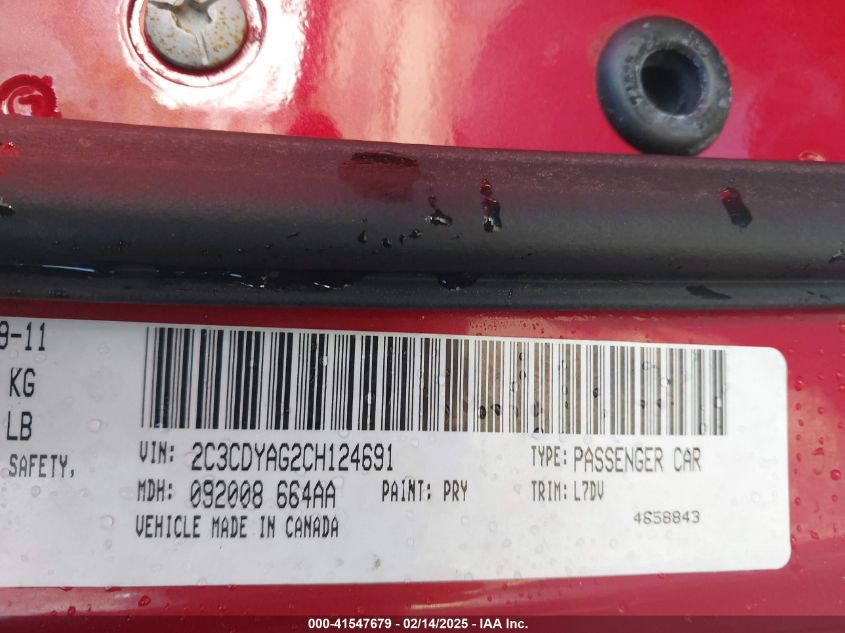 9-11
KG
LB
SAFETY,
VIN: 2C3CDYAG2CH124691
TYPE: PASSENGER CAR
MDH: 092008 664AA
PAINT: PRY
TRIM: L7DV
VEHICLE MADE IN CANADA
4658843
000-41547679 - 02/14/2025 - IAA Inc.